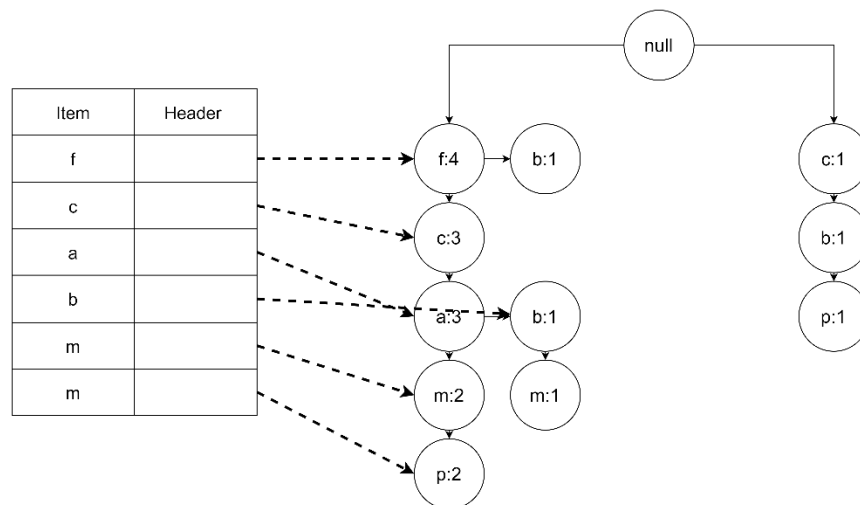 null
Item Header
f
c
a
b
m
m
f:4 b:1
c:3
a:3 b:1
m:2 m:1
p:2
c:1
b:1
p:1